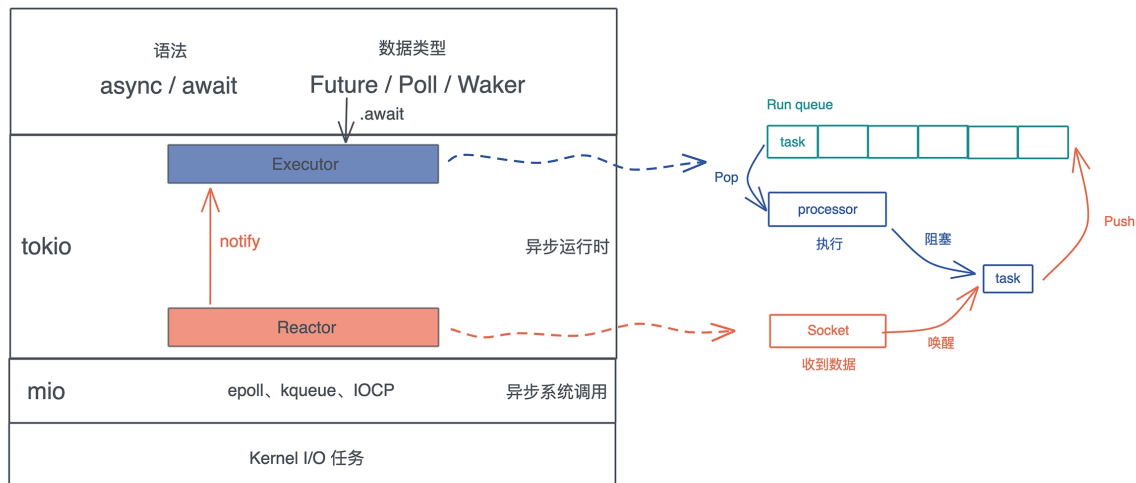 语法
数据类型
async / await
Future / Poll / Waker
.await
Executor
notify
tokio
异步运行时
Reactor
mio
epoll、kqueue、IOCP
异步系统调用
Kernel I/O 任务
Run queue
task
Pop
processor
执行
阻塞
task
Push
Socket
唤醒
收到数据